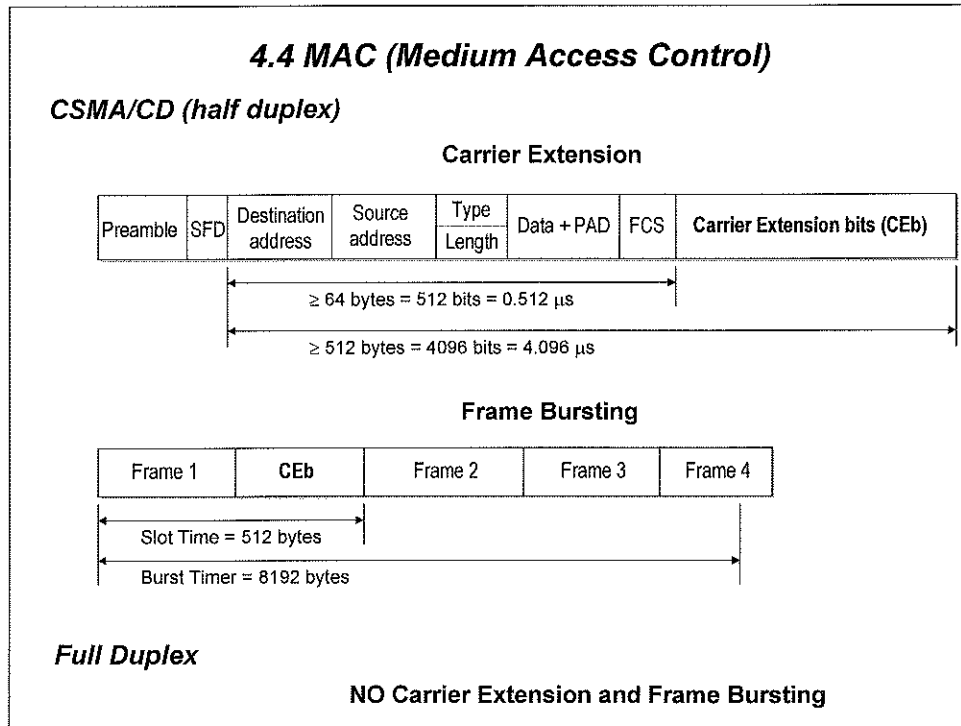 4.4 MAC (Medium Access Control)
CSMA/CD (half duplex)
Carrier Extension
Preamble SFD Destination address Source address Type Length Data + PAD FCS Carrier Extension bits (CEb)
≥ 64 bytes = 512 bits = 0.512 μs
≥ 512 bytes = 4096 bits = 4.096 μs
Frame Bursting
Frame 1 CEb Frame 2 Frame 3 Frame 4
Slot Time = 512 bytes
Burst Timer = 8192 bytes
Full Duplex
NO Carrier Extension and Frame Bursting